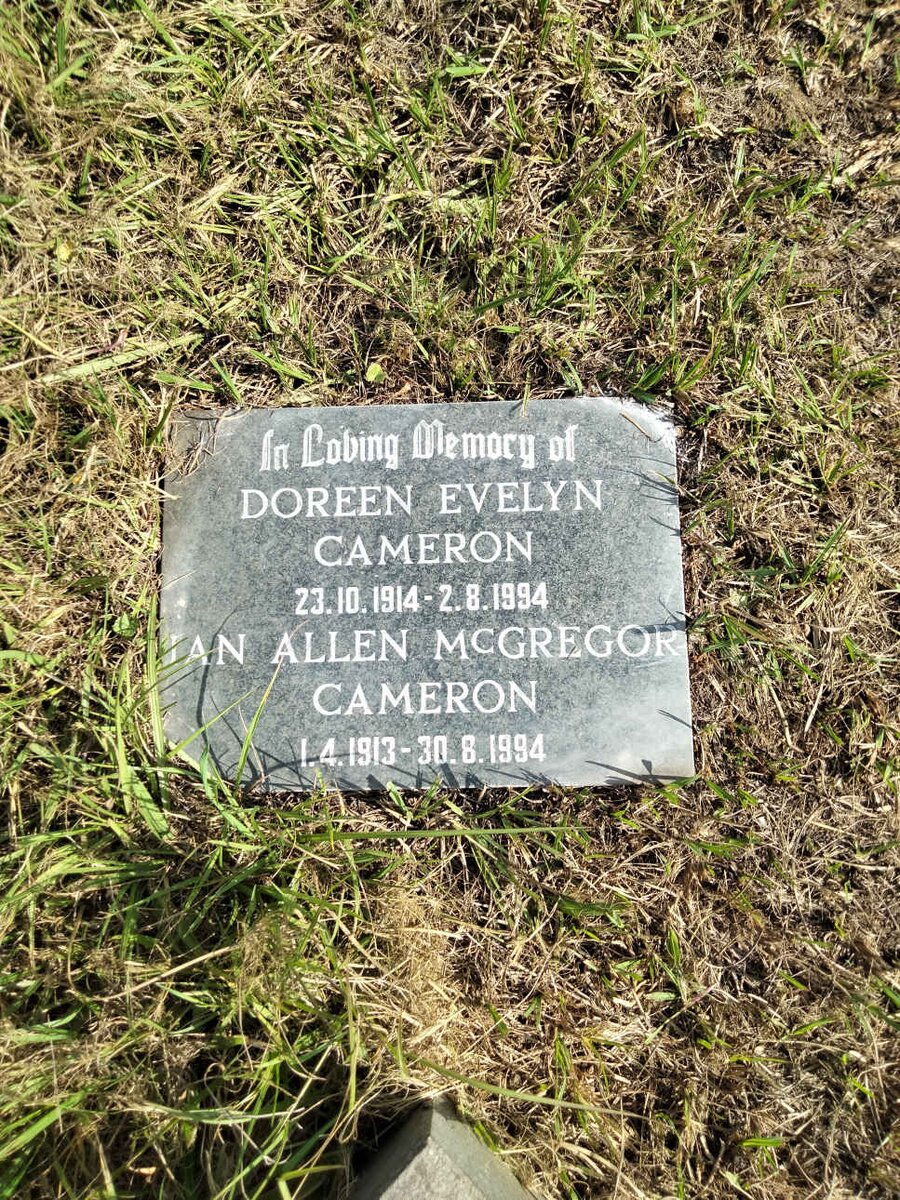 In Loving Memory of
DOREEN EVELYN
CAMERON
23.10.1914 - 2.8.1994
IAN ALLEN McGREGOR
CAMERON
1.4.1913 - 30.8.1994